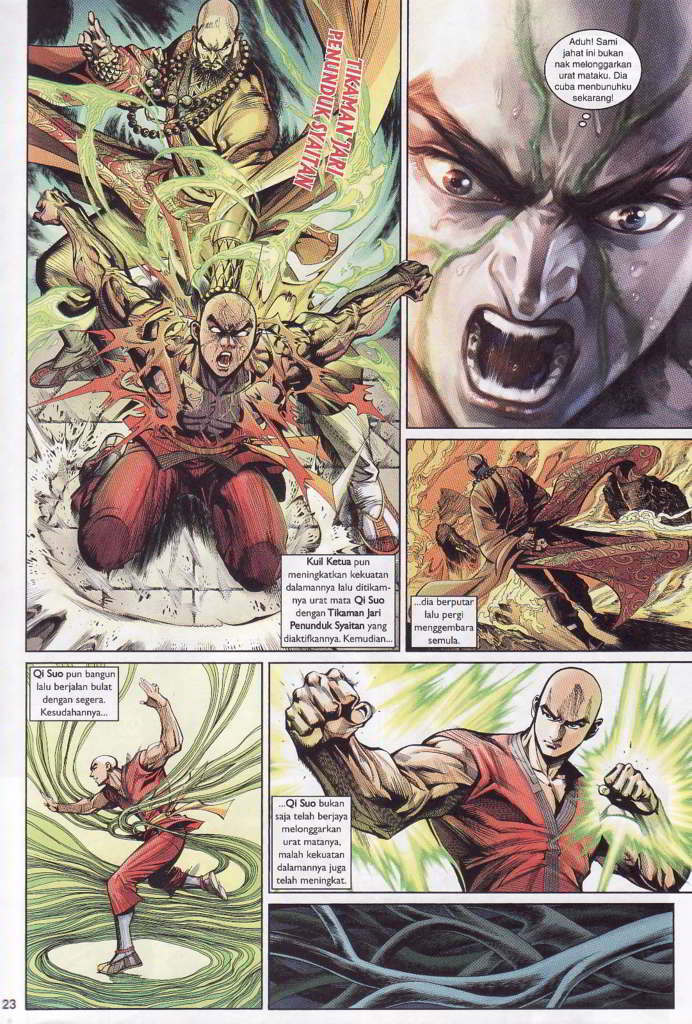 TIKAMAN JARI
PENUNDUK SYAITAN
Aduh! Sami
jahat ini bukan
nak melonggarkan
urat mataku. Dia
cuba menbunuhku
sekarang!
Kuil Ketua pun
meningkatkan kekuatan
dalamannya lalu ditikam-
nya urat mata Qi Suo
dengan Tikaman Jari
Penunduk Syaitan yang
diaktifkannya. Kemudian...
...dia berputar
lalu pergi
menggembara
semula.
Qi Suo pun bangun
lalu berjalan bulat
dengan segera.
Kesudahannya...
...Qi Suo bukan
saja telah berjaya
melonggarkan
urat matanya,
malah kekuatan
dalamannya juga
telah meningkat.
23